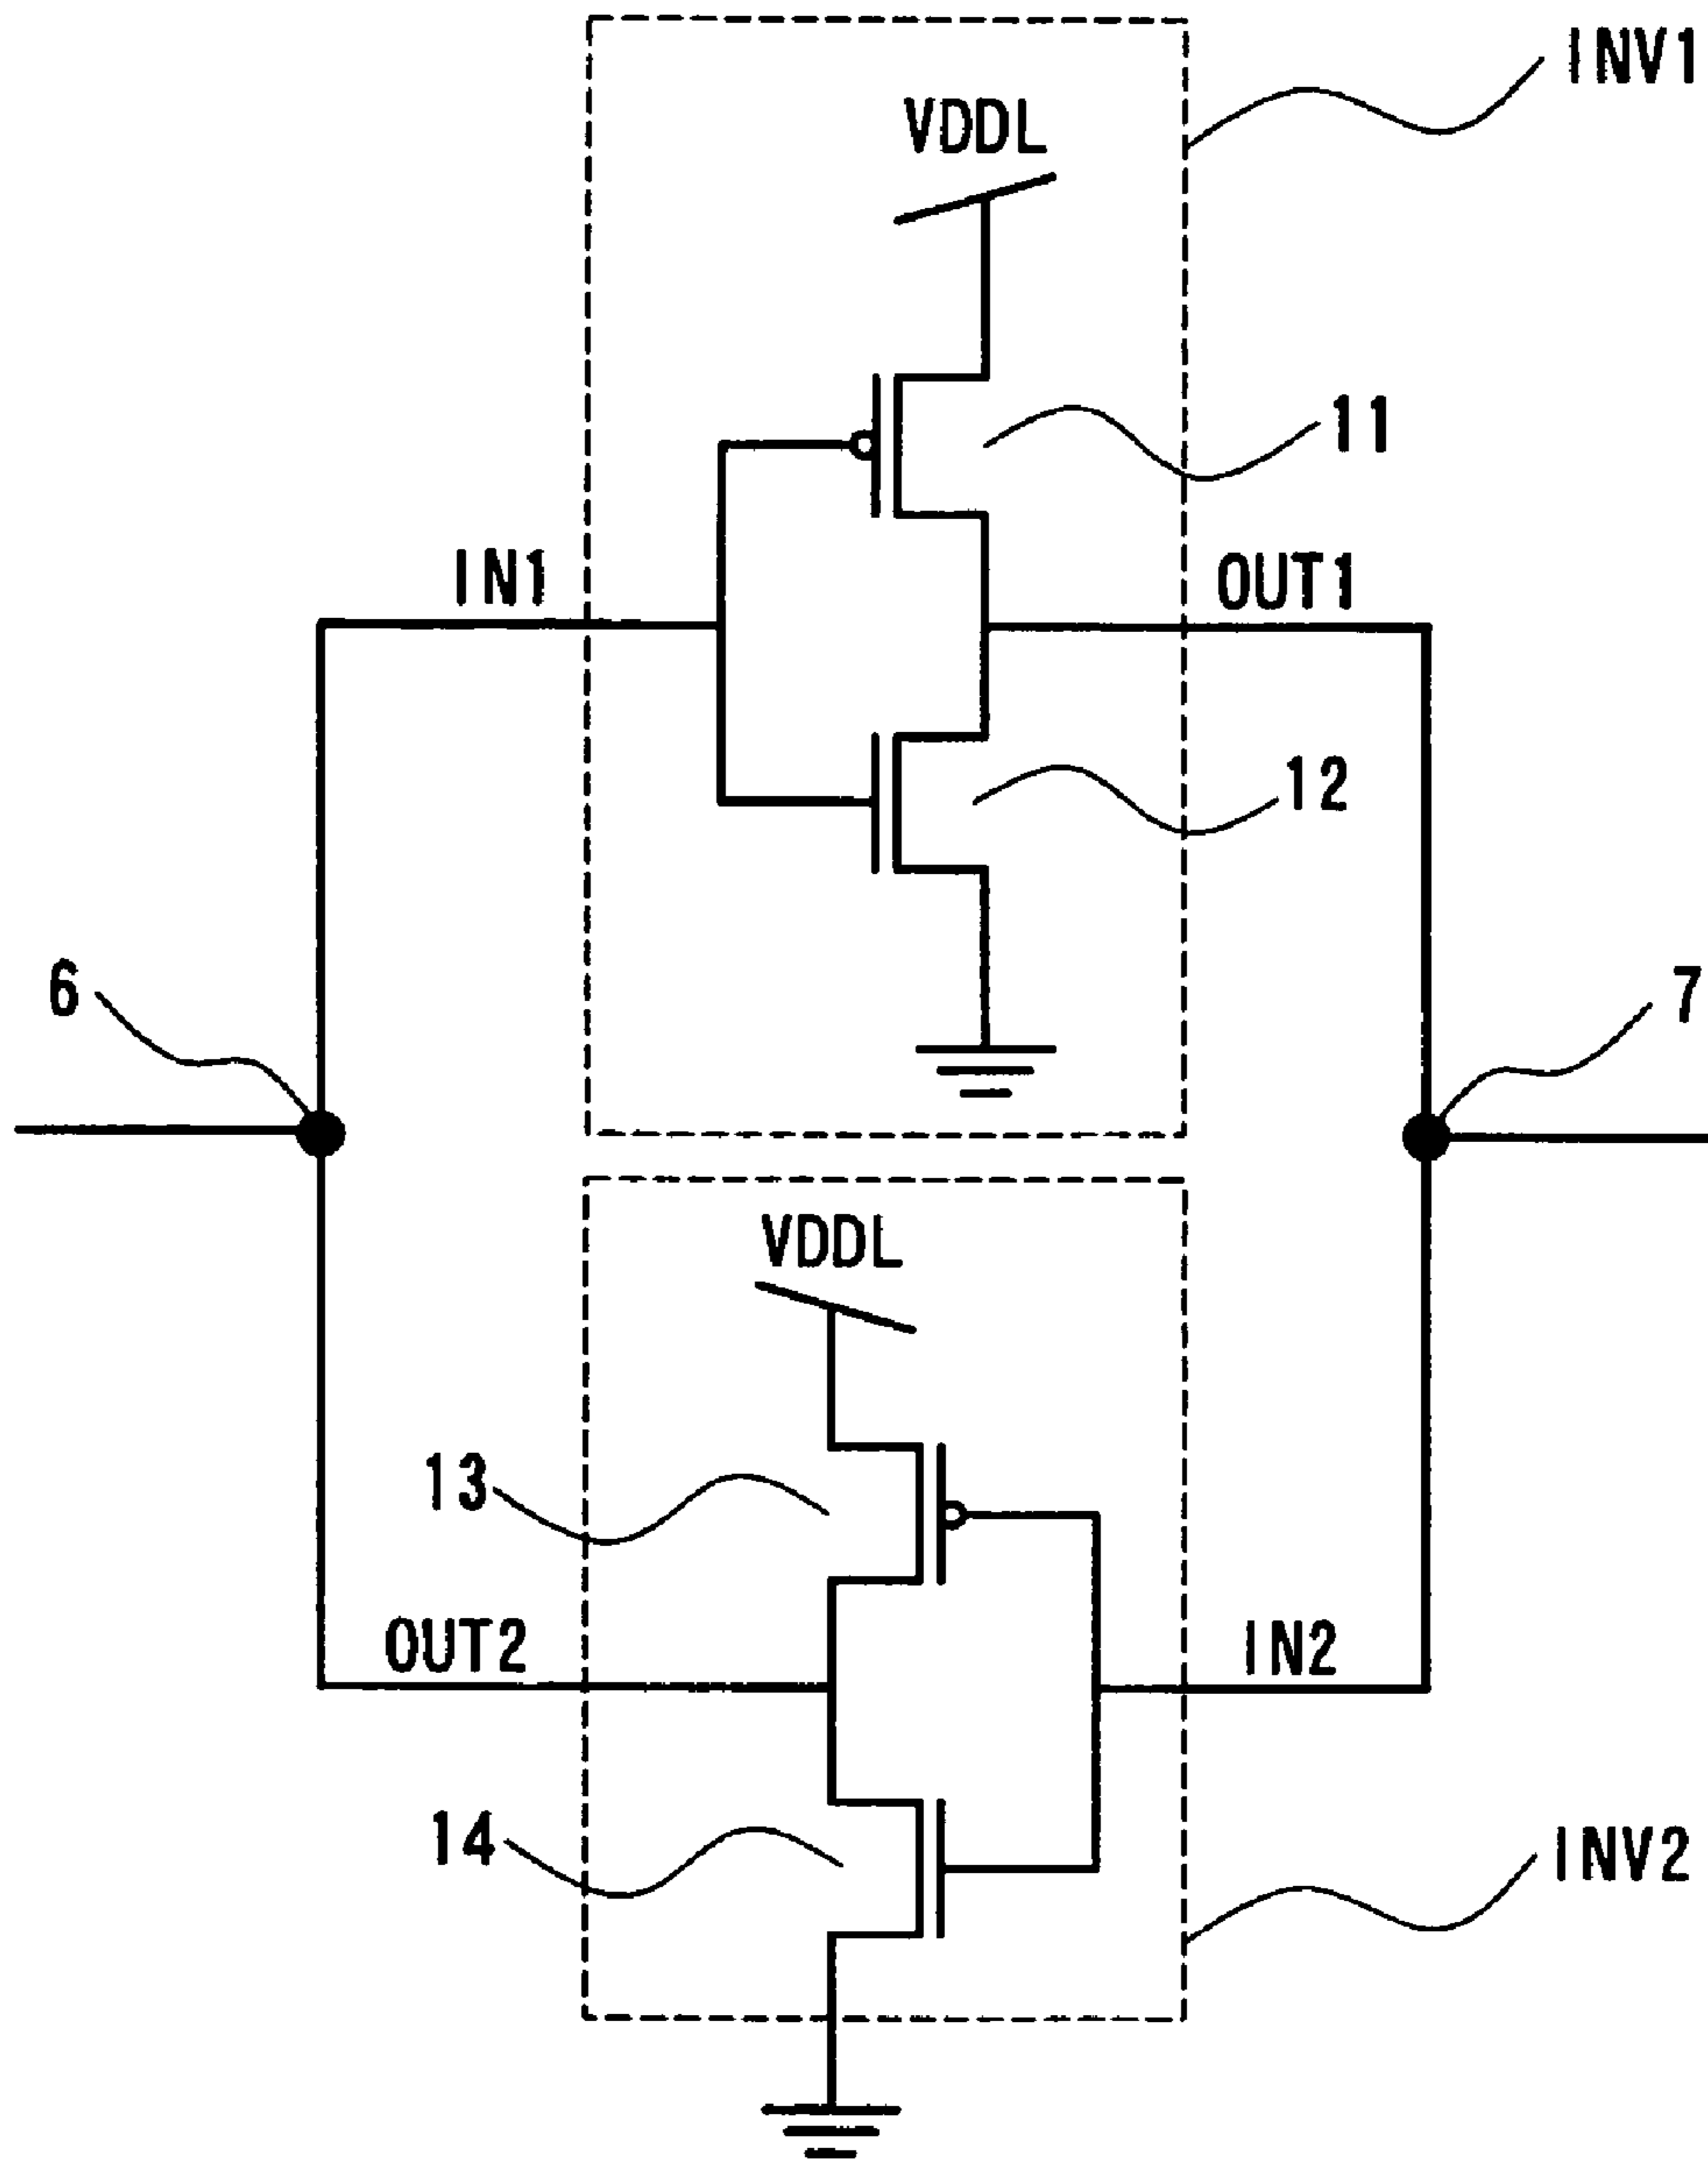 INV1
VDDL
11
IN1
OUT1
12
6
7
VDDL
13
OUT2
IN2
14
INV2